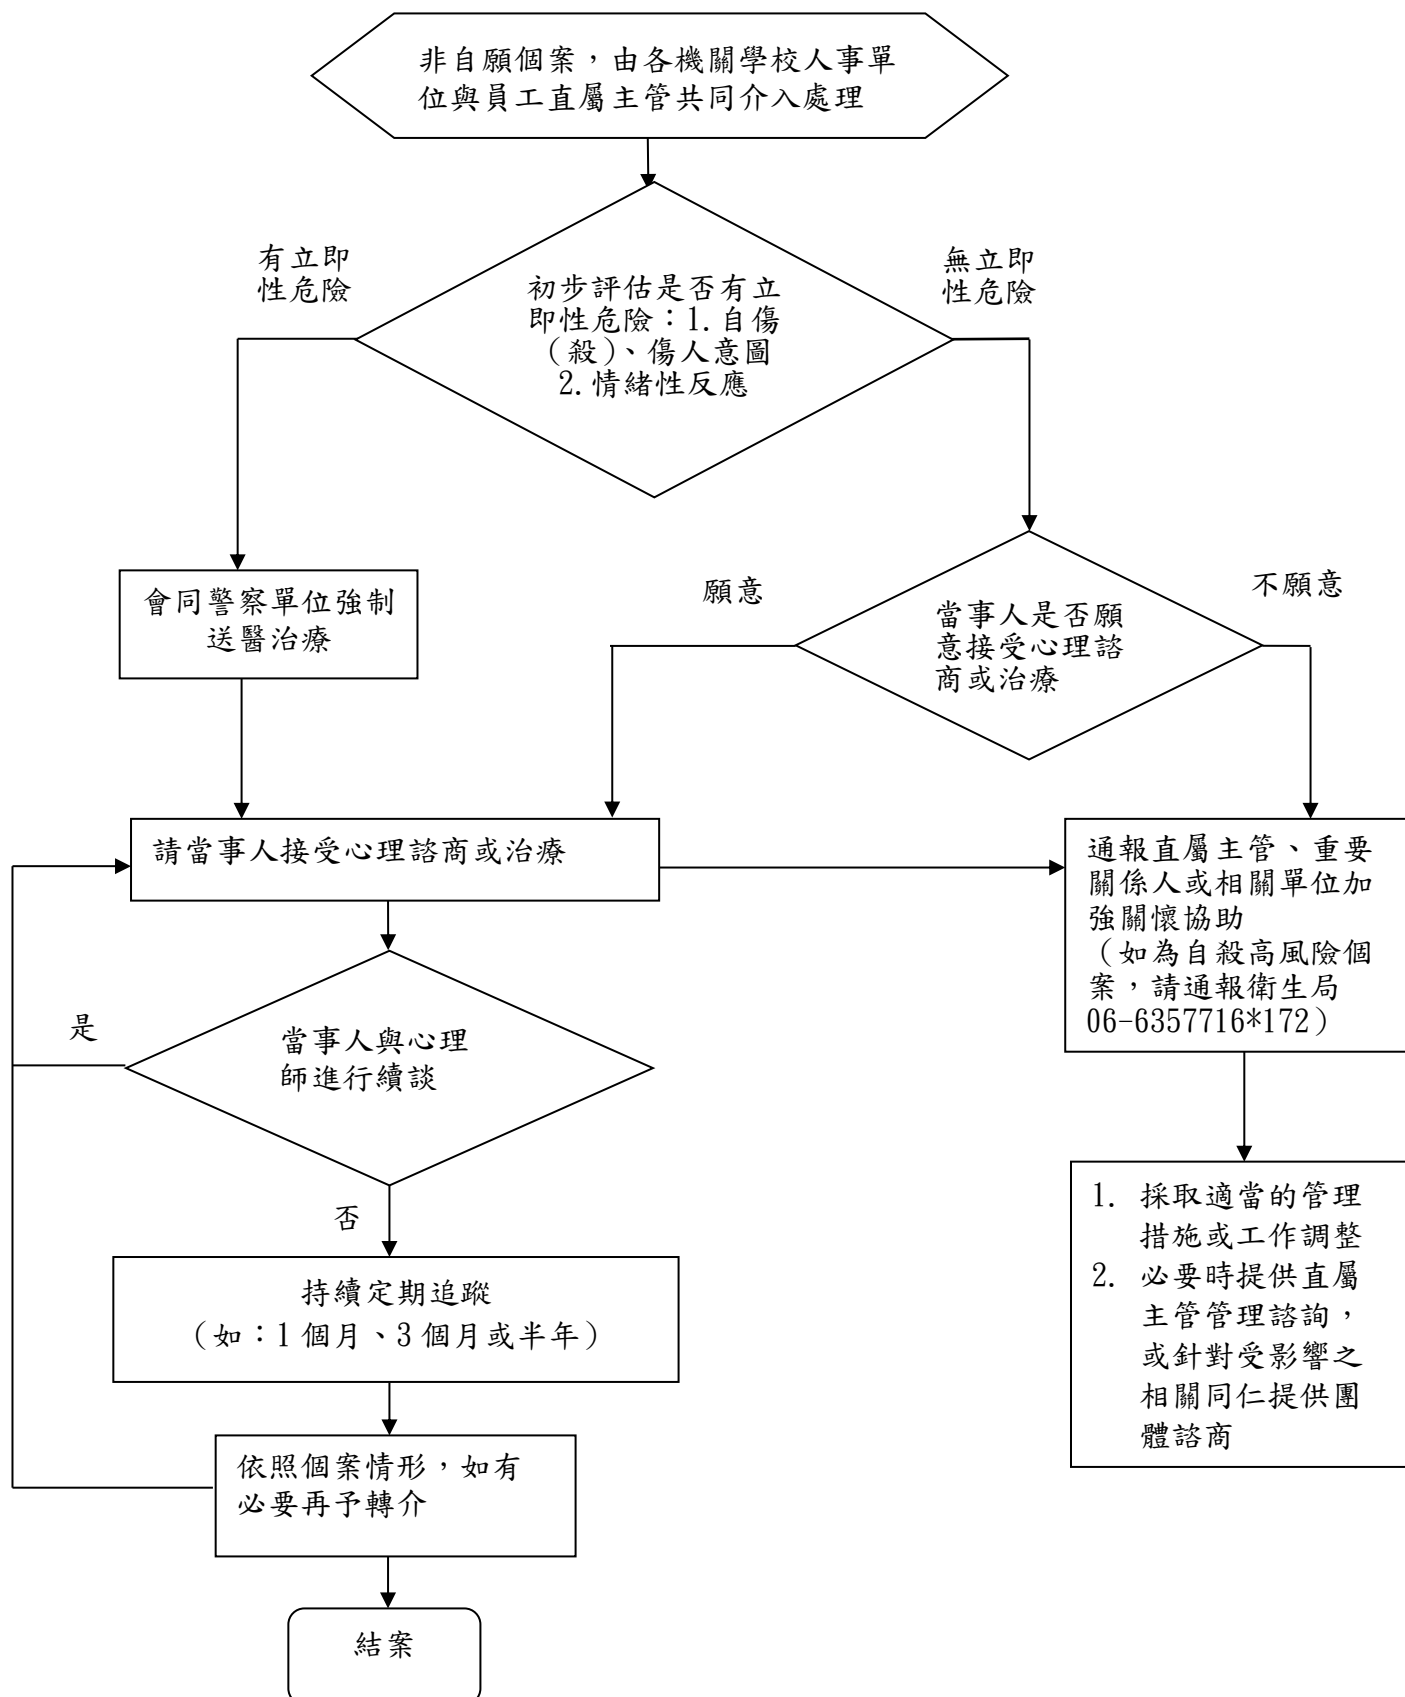 非自願個案，由各機關學校人事單
位與員工直屬主管共同介入處理
有立即
性危險
無立即
性危險
初步評估是否有立
即性危險：1.自傷
（殺）、傷人意圖
2.情緒性反應
會同警察單位強制
送醫治療
願意
不願意
當事人是否願
意接受心理諮
商或治療
請當事人接受心理諮商或治療
通報直屬主管、重要
關係人或相關單位加
強關懷協助
（如為自殺高風險個
案，請通報衛生局
06-6357716*172）
是
當事人與心理
師進行續談
否
持續定期追蹤
（如：1個月、3個月或半年）
1. 採取適當的管理
措施或工作調整
2. 必要時提供直屬
主管管理諮詢，
或針對受影響之
相關同仁提供團
體諮商
依照個案情形，如有
必要再予轉介
結案